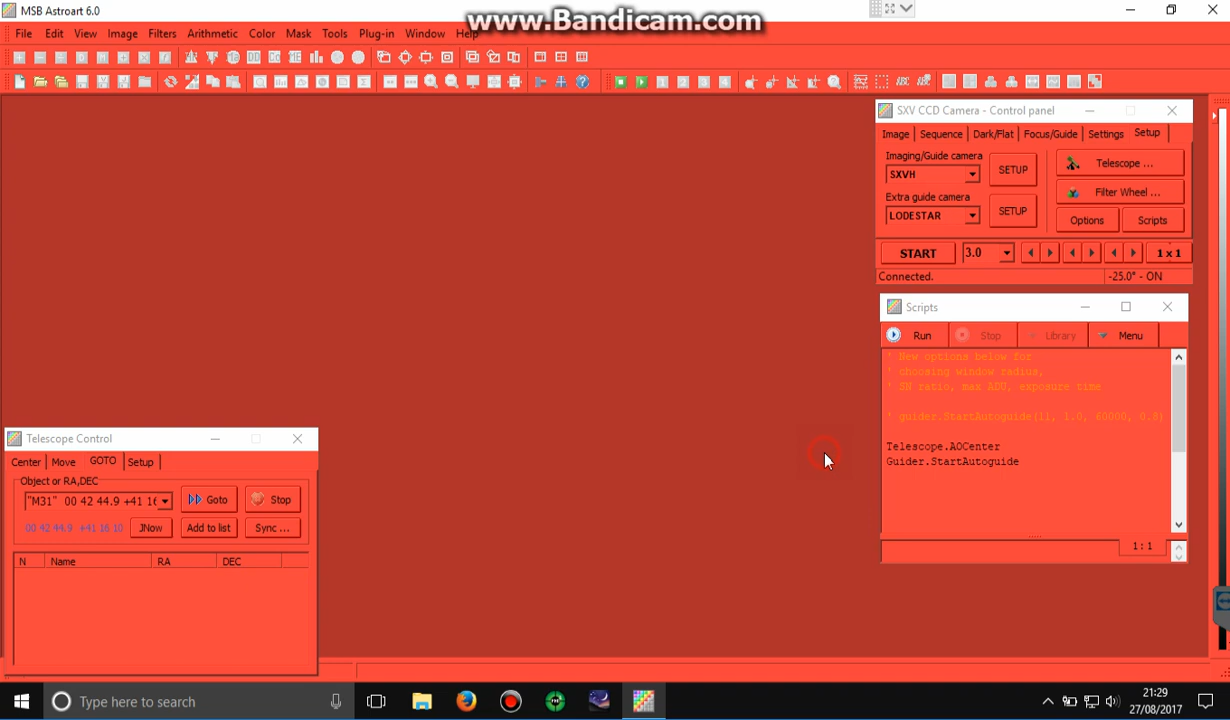 MSB Astroart 6.0
www.Bandicam.com
File Edit View Image Filters Arithmetic Color Mask Tools Plug-in Window Help
SXV CCD Camera - Control panel
Image Sequence Dark/Flat Focus/Guide Settings Setup
Imaging/Guide camera
SXVH SETUP Telescope ...
Extra guide camera Filter Wheel ...
LODESTAR SETUP Options Scripts
START 3.0 1 x 1
Connected. -25.0° - ON
Scripts
Run Stop Library Menu
' New options below for
' choosing window radius,
' SN ratio, max ADU, exposure time
' guider.StartAutoguide(11, 1.0, 60000, 0.8)
Telescope.AOCenter
Guider.StartAutoguide
1 : 1
Telescope Control
Center Move GOTO Setup
Object or RA,DEC
"M31" 00 42 44.9 +41 16 Goto Stop
00 42 44.9 +41 16 10 JNow Add to list Sync ...
N Name RA DEC
Type here to search
21:29
27/08/2017